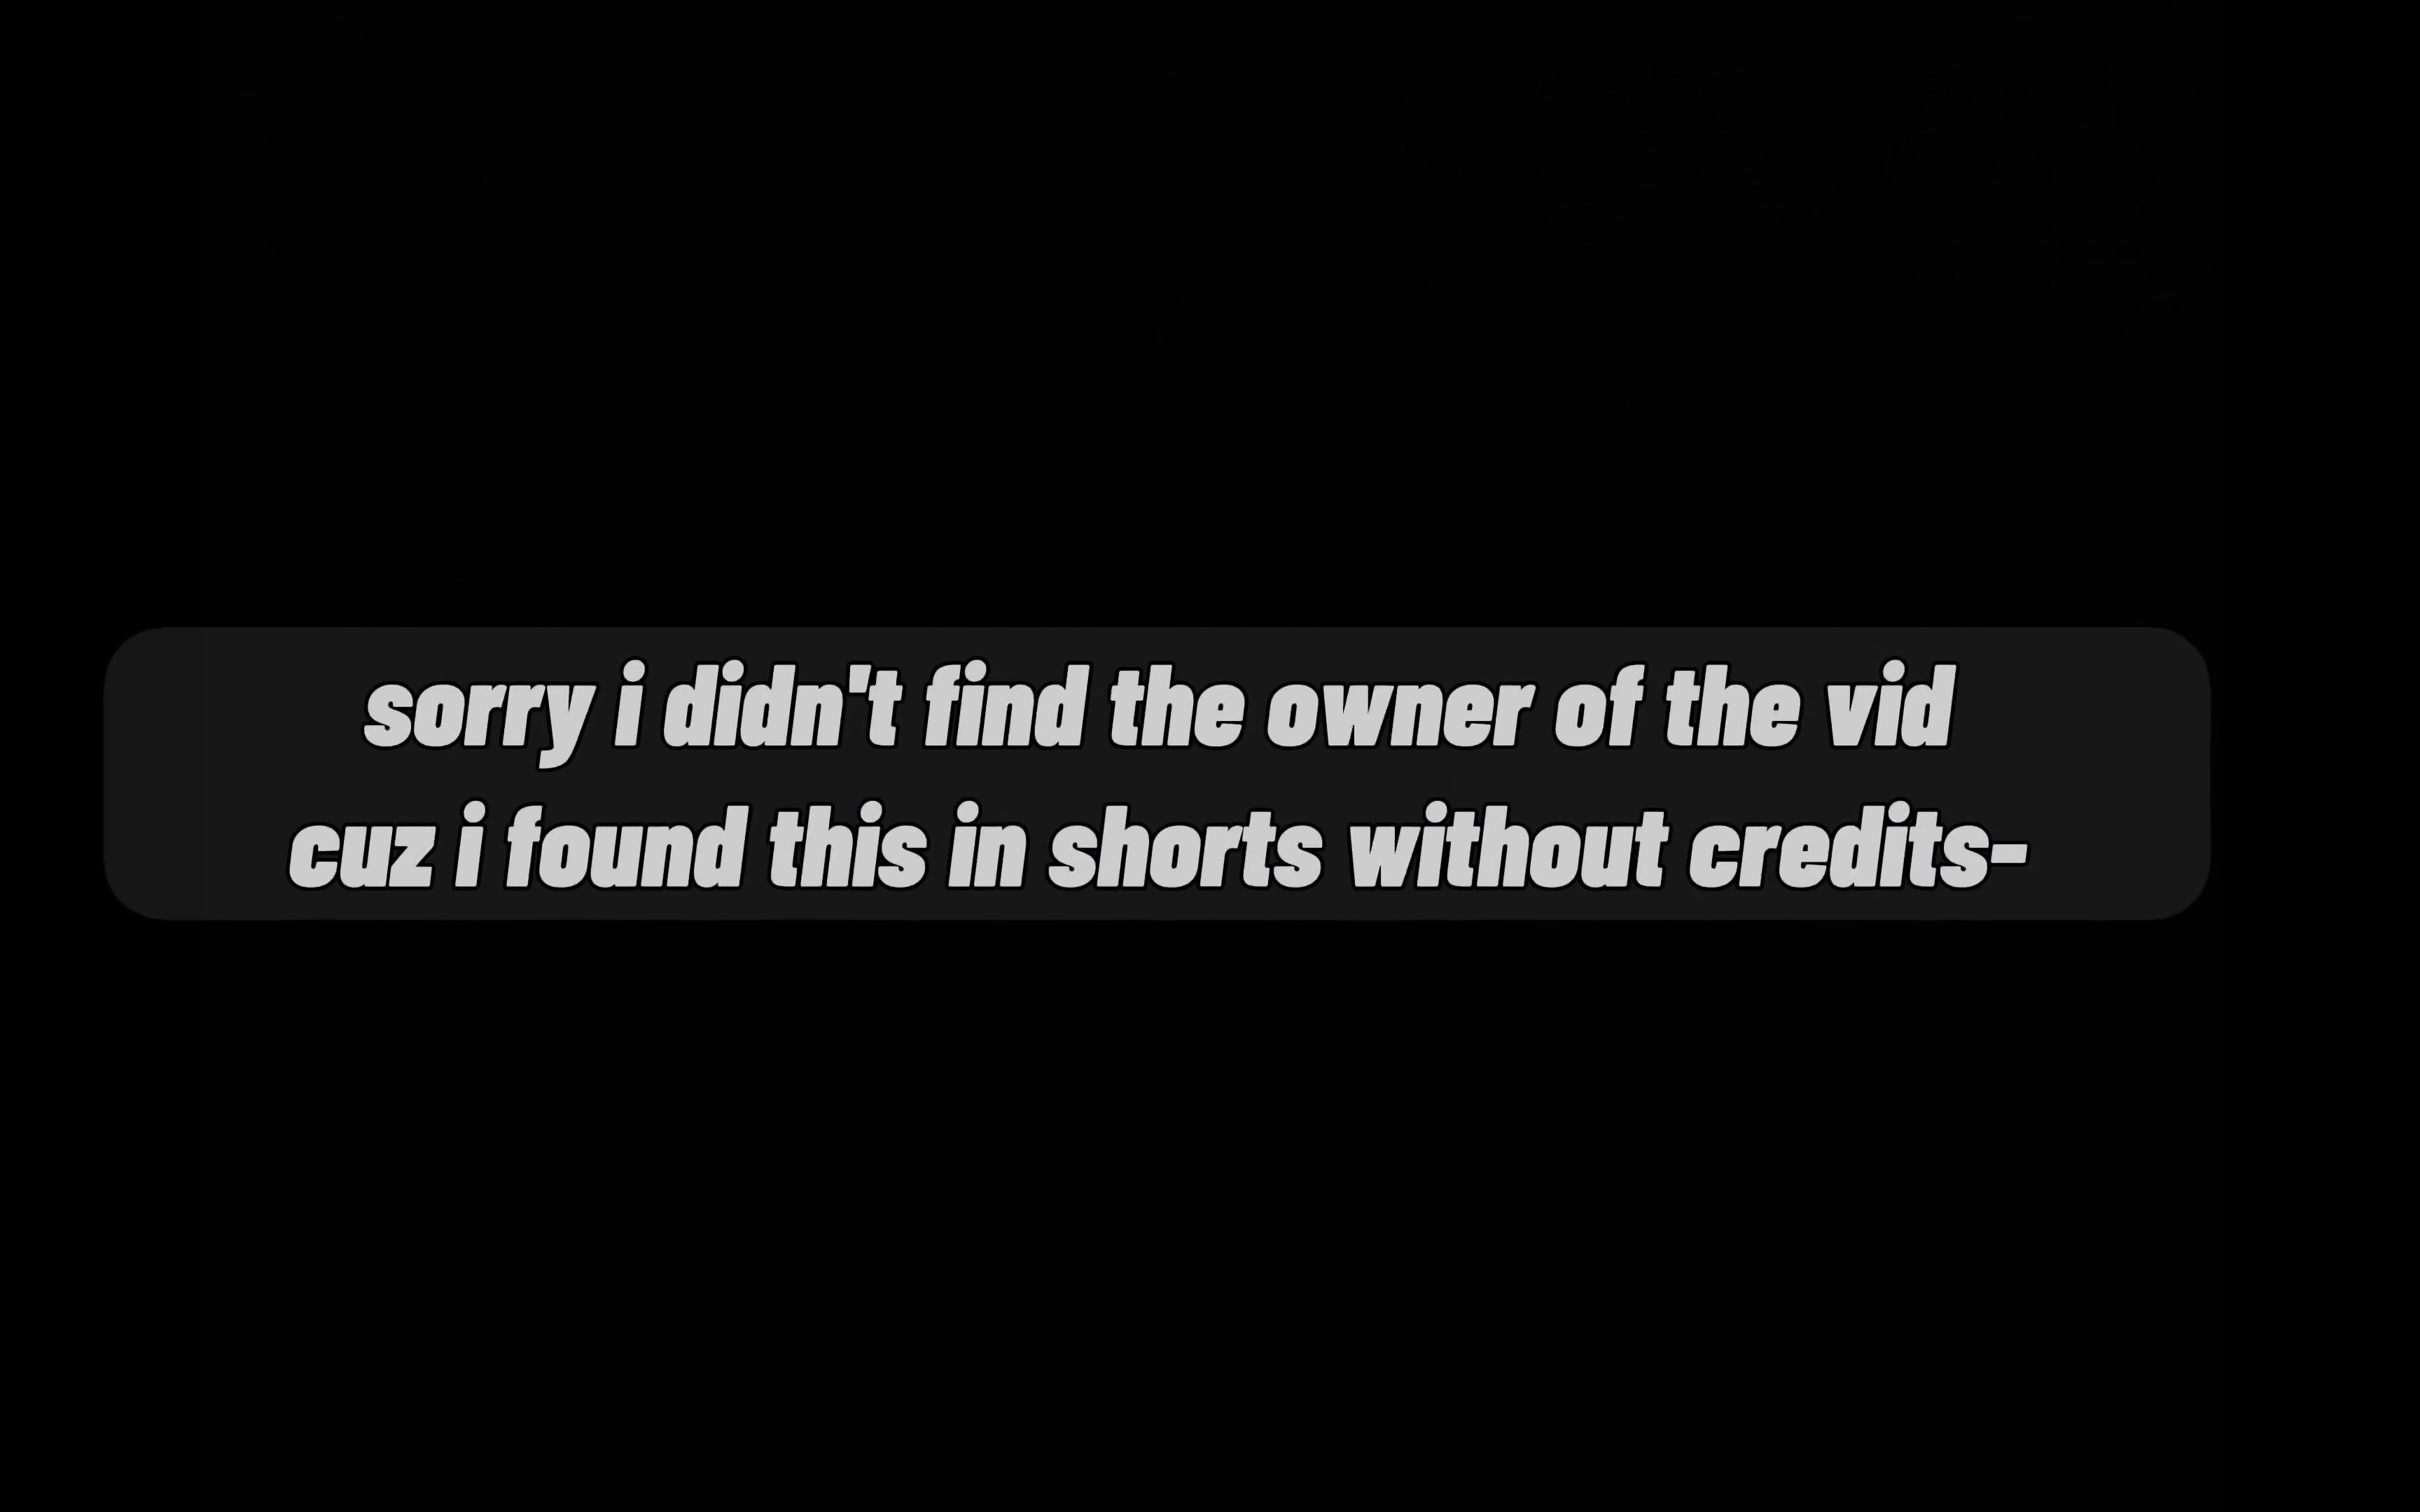 sorry i didn't find the owner of the vid
cuz i found this in shorts without credits-